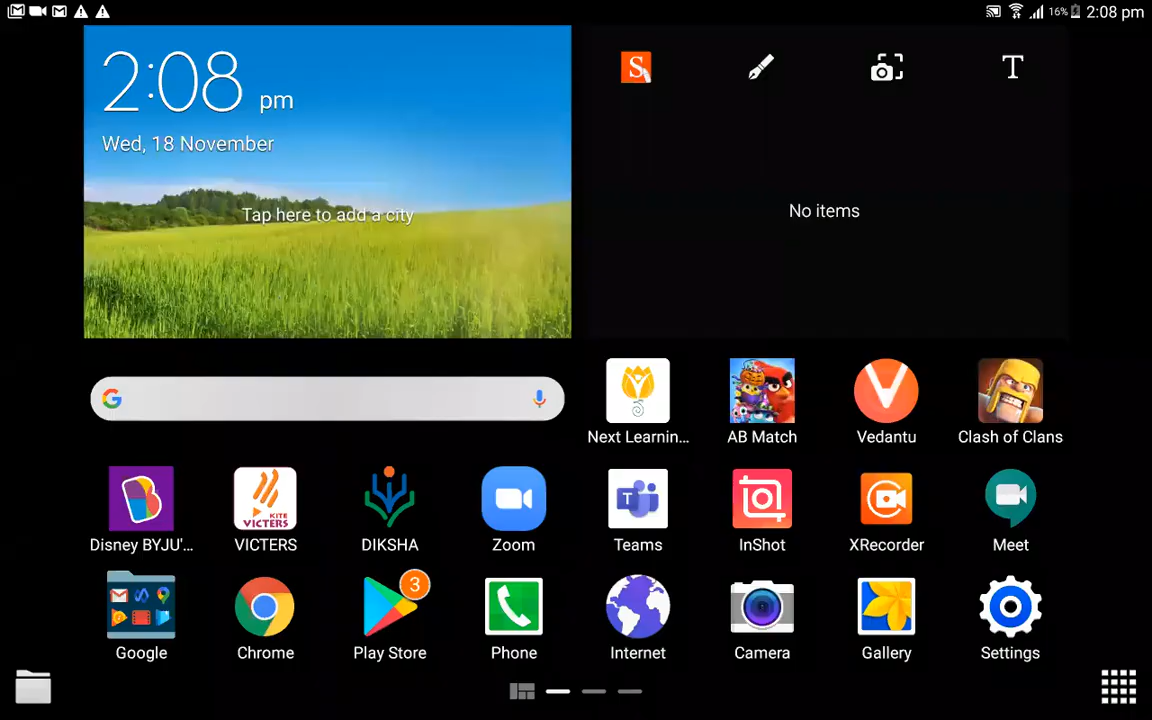 16% 2:08 pm
2:08 pm
Wed, 18 November
Tap here to add a city
S
T
No items
Next Learnin...
AB Match
Vedantu
Clash of Clans
KITE
VICTERS
T
Disney BYJU'...
VICTERS
DIKSHA
Zoom
Teams
InShot
XRecorder
Meet
3
Google
Chrome
Play Store
Phone
Internet
Camera
Gallery
Settings